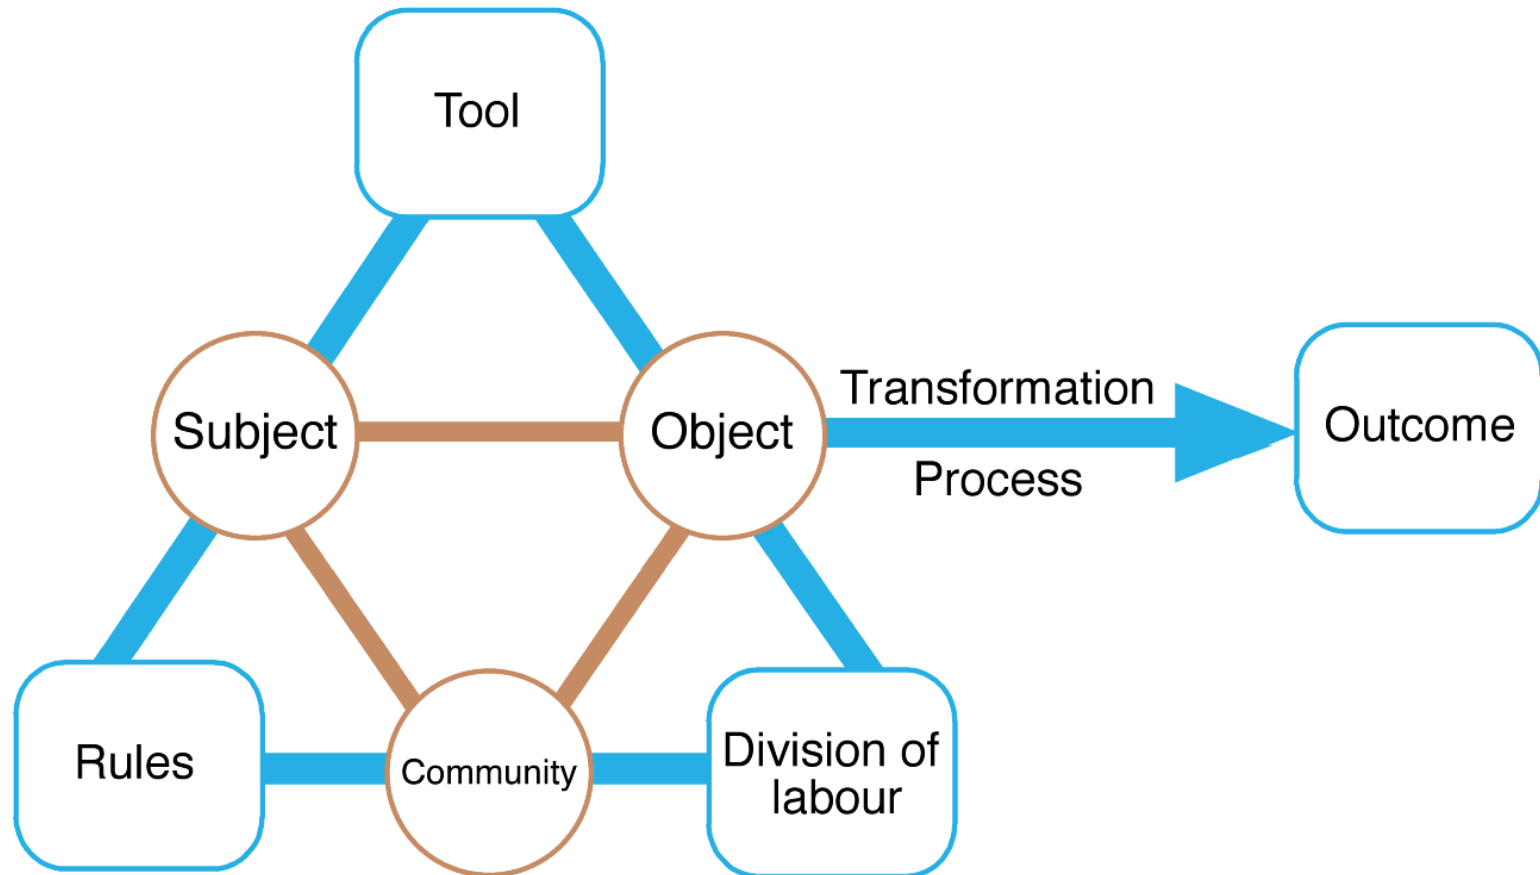 Tool
Subject
Object
Transformation
Process
Outcome
Rules
Community
Division of
labour